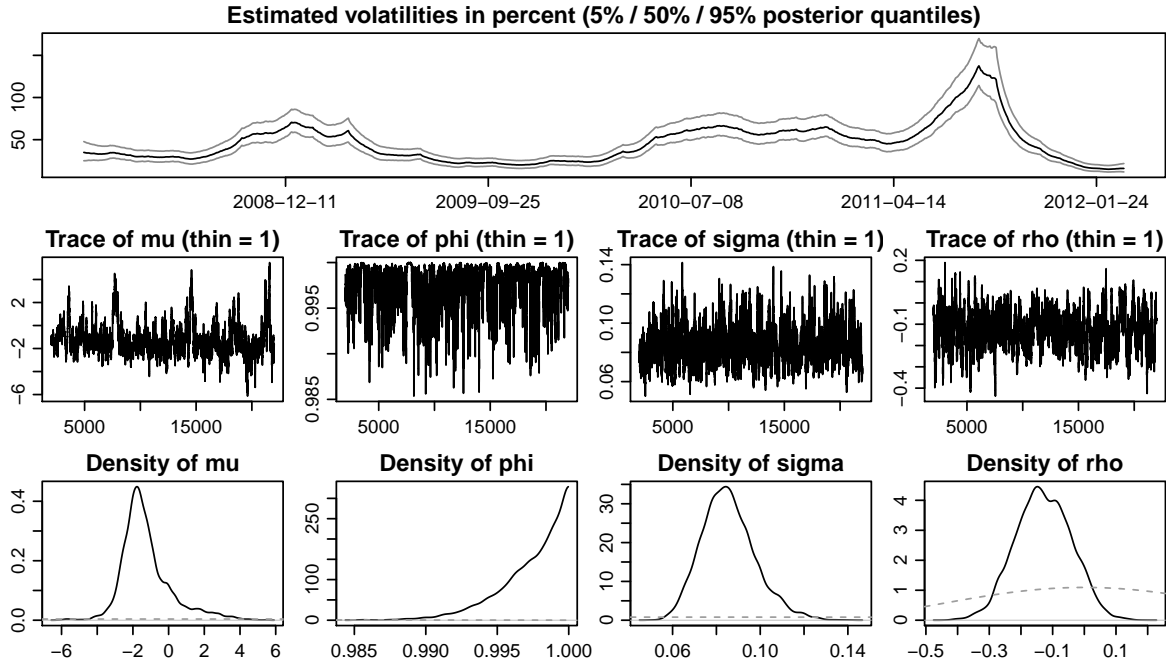 Estimated volatilities in percent (5% / 50% / 95% posterior quantiles)
50 100
2008−12−11 2009−09−25 2010−07−08 2011−04−14 2012−01−24
Trace of mu (thin = 1) Trace of phi (thin = 1) Trace of sigma (thin = 1) Trace of rho (thin = 1)
−6 −2 2
0.985 0.995
0.06 0.10 0.14
−0.4 −0.1 0.2
5000 15000 5000 15000 5000 15000 5000 15000
Density of mu Density of phi Density of sigma Density of rho
0.0 0.2 0.4
0 100 250
0 10 20 30
0 1 2 3 4
−6 −4 −2 0 2 4 6 0.985 0.990 0.995 1.000 0.06 0.10 0.14 −0.5 −0.3 −0.1 0.1